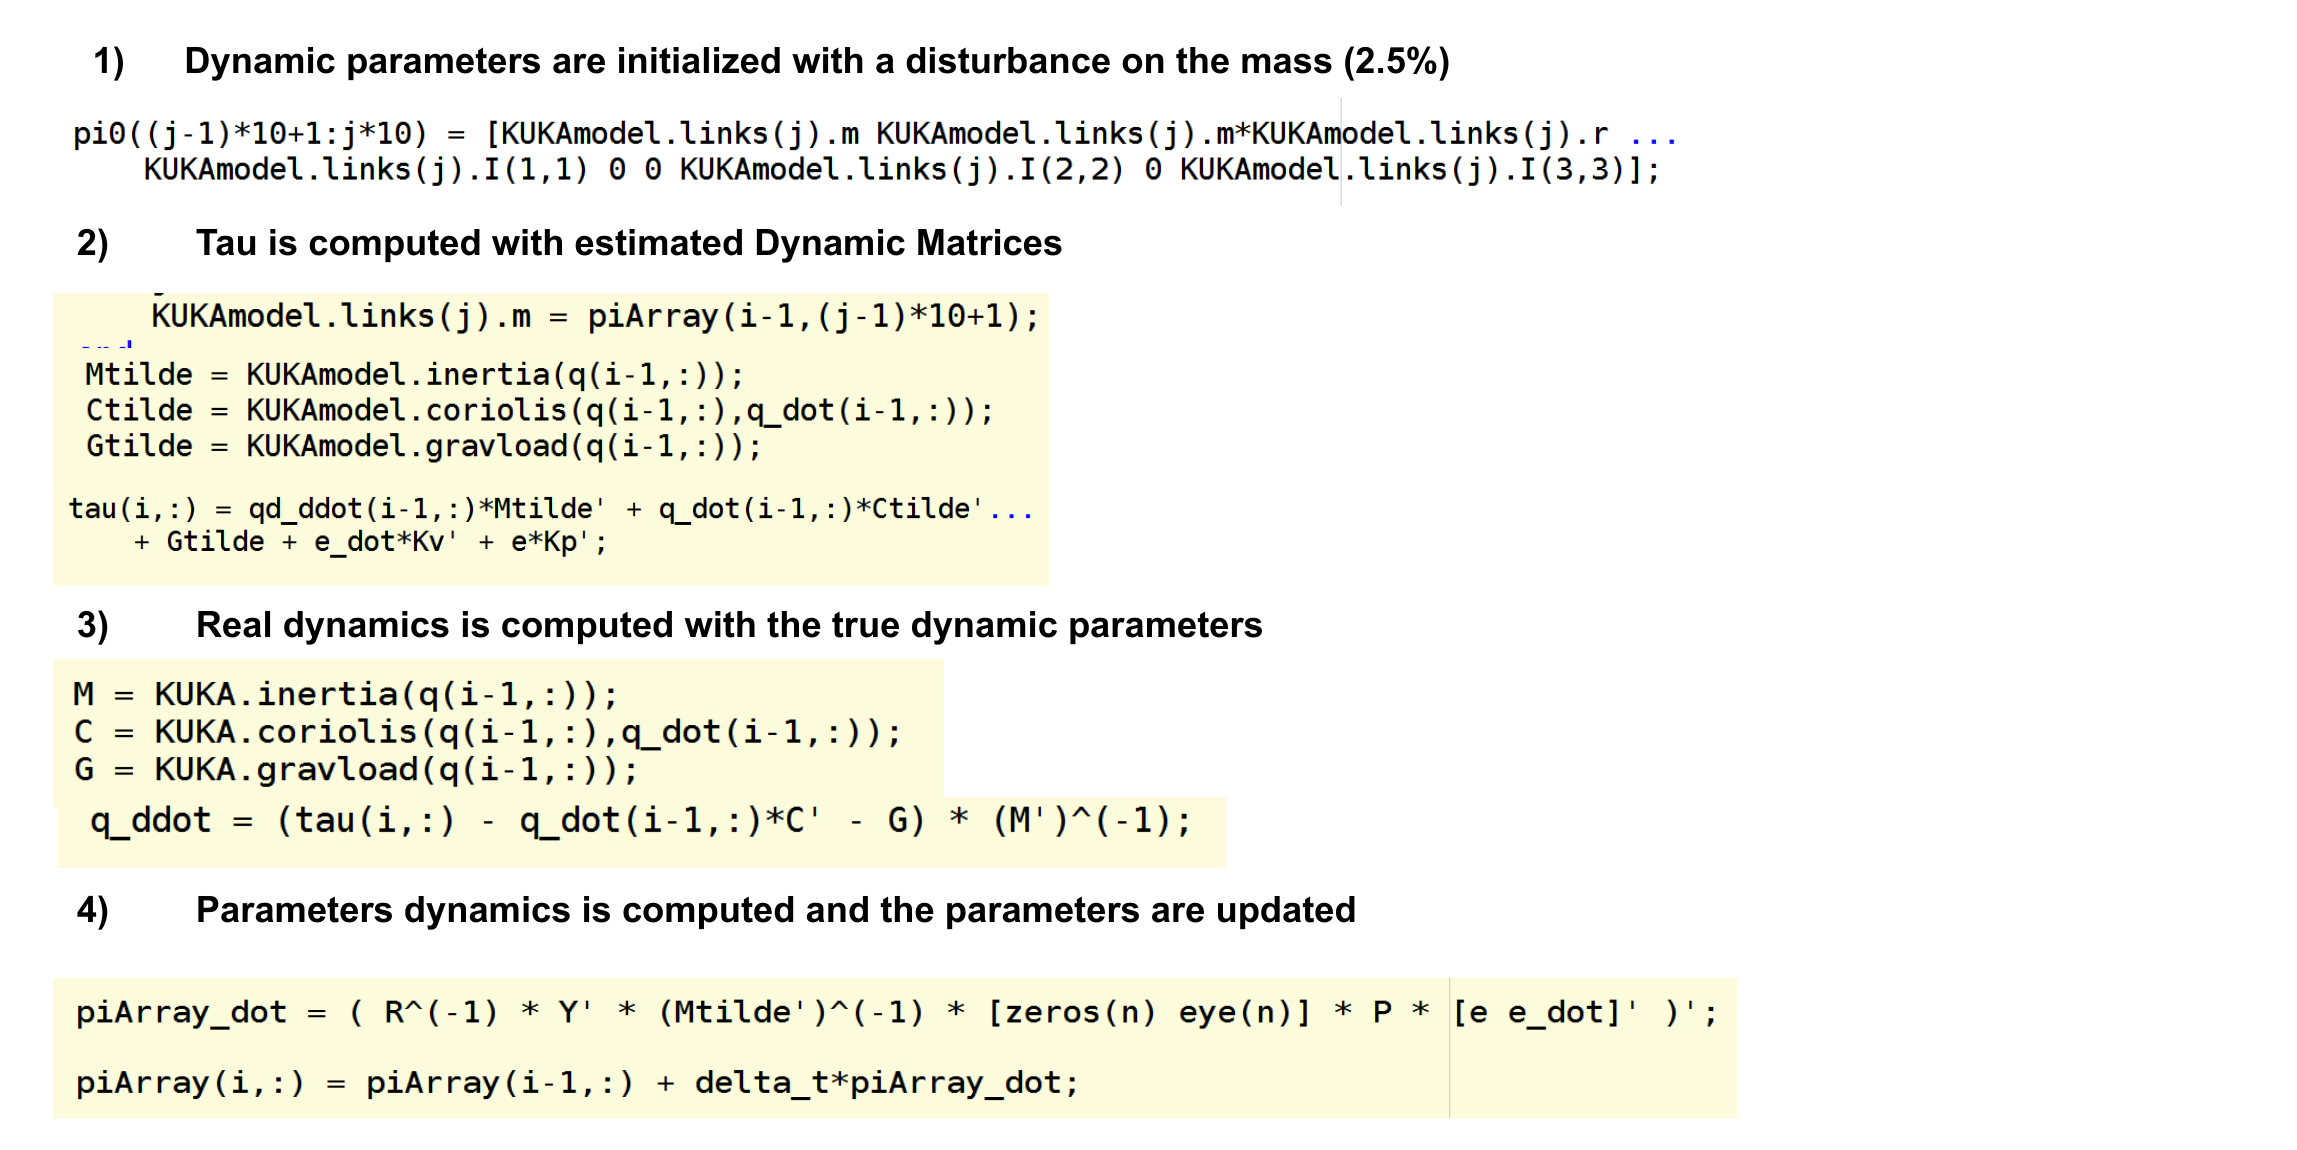 1) Dynamic parameters are initialized with a disturbance on the mass (2.5%)
pi0((j-1)*10+1:j*10) = [KUKAmodel.links(j).m KUKAmodel.links(j).m*KUKAmodel.links(j).r ...
KUKAmodel.links(j).I(1,1) 0 0 KUKAmodel.links(j).I(2,2) 0 KUKAmodel.links(j).I(3,3)];
2) Tau is computed with estimated Dynamic Matrices
KUKAmodel.links(j).m = piArray(i-1,(j-1)*10+1);
Mtilde = KUKAmodel.inertia(q(i-1,:));
Ctilde = KUKAmodel.coriolis(q(i-1,:),q_dot(i-1,:));
Gtilde = KUKAmodel.gravload(q(i-1,:));
tau(i,:) = qd_ddot(i-1,:)*Mtilde' + q_dot(i-1,:)*Ctilde'...
+ Gtilde + e_dot*Kv' + e*Kp';
3) Real dynamics is computed with the true dynamic parameters
M = KUKA.inertia(q(i-1,:));
C = KUKA.coriolis(q(i-1,:),q_dot(i-1,:));
G = KUKA.gravload(q(i-1,:));
q_ddot = (tau(i,:) - q_dot(i-1,:)*C' - G) * (M')^(-1);
4) Parameters dynamics is computed and the parameters are updated
piArray_dot = ( R^(-1) * Y' * (Mtilde')^(-1) * [zeros(n) eye(n)] * P * [e e_dot]' )';
piArray(i,:) = piArray(i-1,:) + delta_t*piArray_dot;